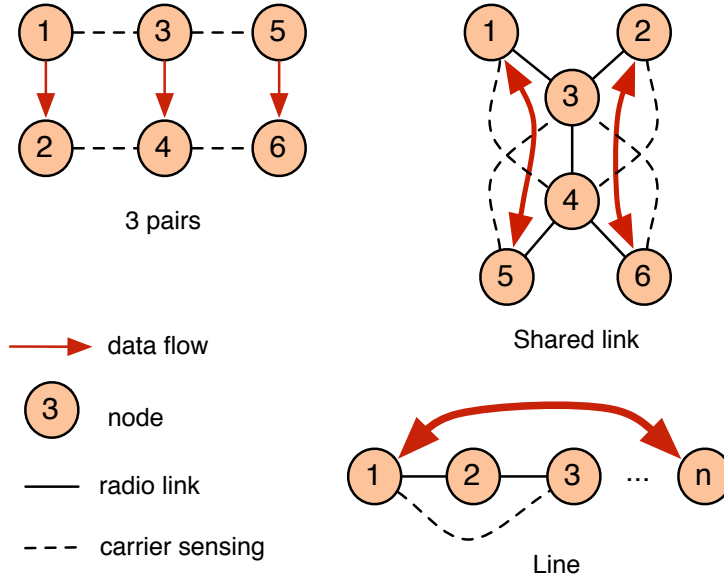 1 3 5
2 4 6
3 pairs
1 2
3
4
5 6
Shared link
data flow
3 node
radio link
carrier sensing
1 2 3 ... n
Line